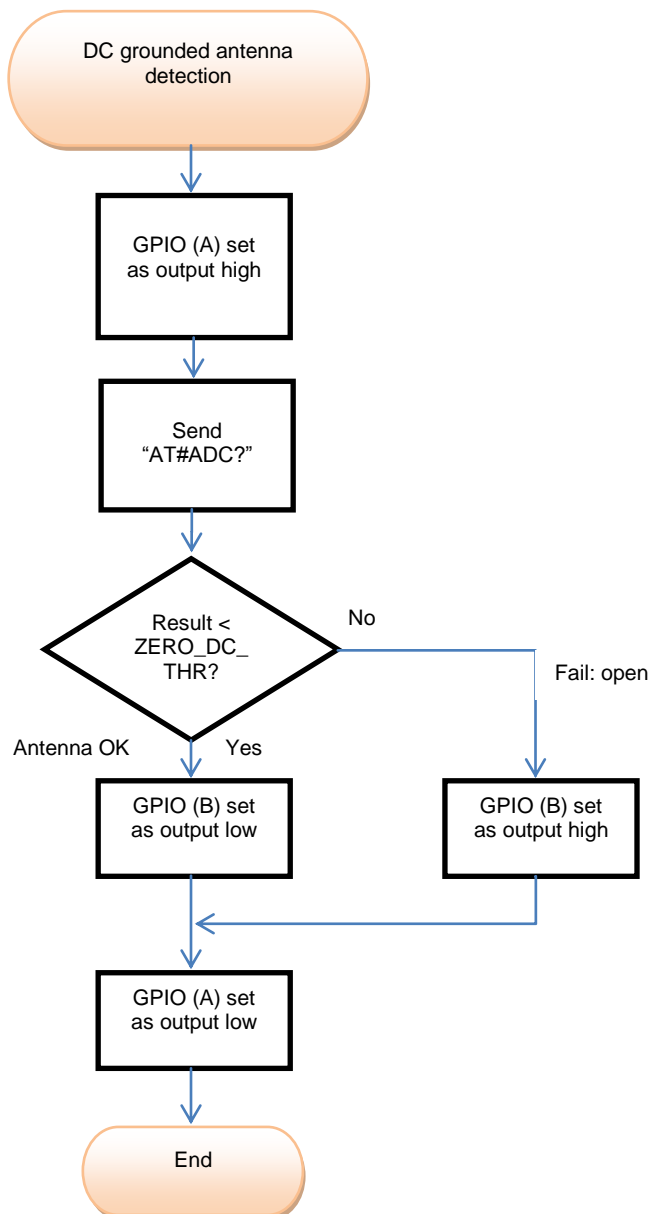 DC grounded antenna
detection
GPIO (A) set
as output high
Send
“AT#ADC?”
Result <
ZERO_DC_
THR?
No
Fail: open
Antenna OK
Yes
GPIO (B) set
as output low
GPIO (B) set
as output high
GPIO (A) set
as output low
End